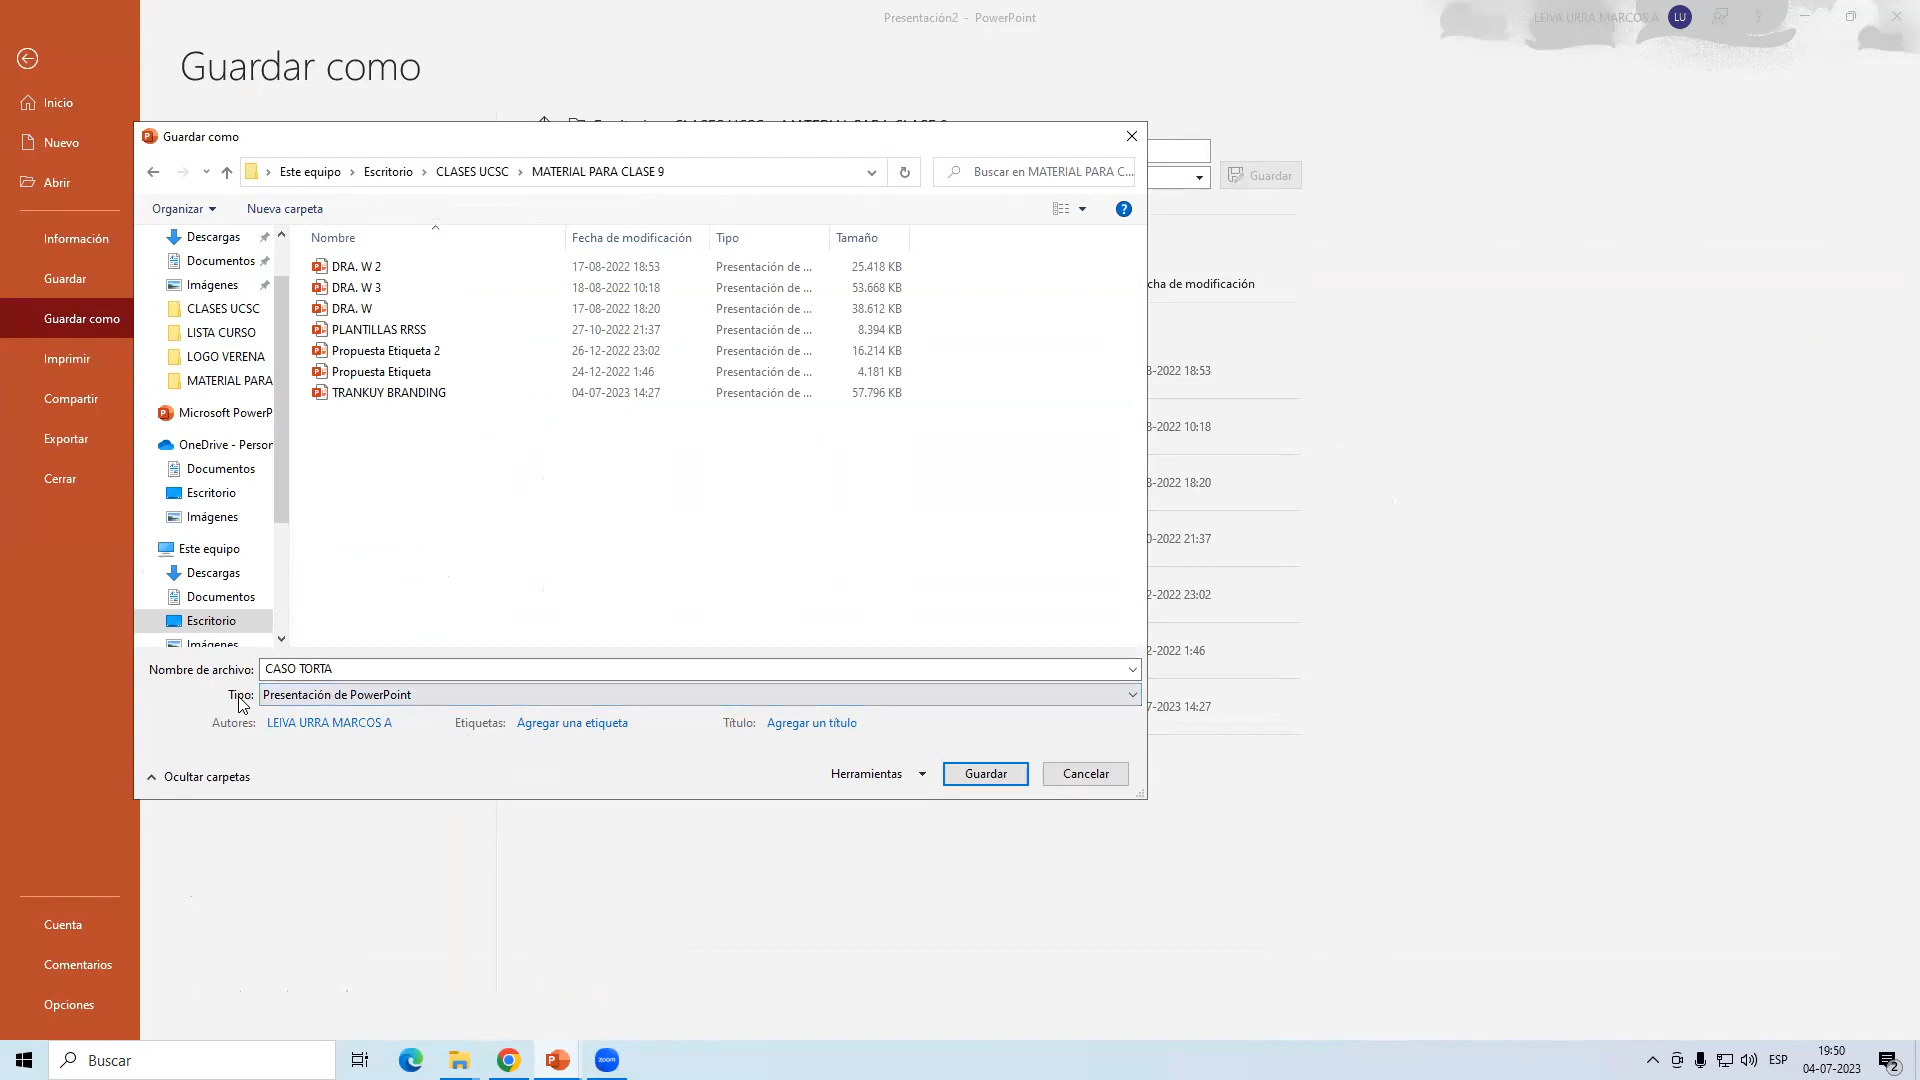 Presentación2 - PowerPoint
LEIVA URRA MARCOS A LU
Guardar como
Inicio
Nuevo
Abrir
Información
Guardar
Guardar como
Imprimir
Compartir
Exportar
Cerrar
Cuenta
Comentarios
Opciones
Guardar
cha de modificación
8-2022 18:53
8-2022 10:18
8-2022 18:20
0-2022 21:37
2-2022 23:02
2-2022 1:46
7-2023 14:27
Guardar como
Este equipo > Escritorio > CLASES UCSC > MATERIAL PARA CLASE 9
Buscar en MATERIAL PARA C...
Organizar
Nueva carpeta
Descargas
Documentos
Imágenes
CLASES UCSC
LISTA CURSO
LOGO VERENA
MATERIAL PARA
Microsoft PowerP
OneDrive - Person
Documentos
Escritorio
Imágenes
Este equipo
Descargas
Documentos
Escritorio
Imágenes
Nombre Fecha de modificación Tipo Tamaño
DRA. W 2 17-08-2022 18:53 Presentación de ... 25.418 KB
DRA. W 3 18-08-2022 10:18 Presentación de ... 53.668 KB
DRA. W 17-08-2022 18:20 Presentación de ... 38.612 KB
PLANTILLAS RRSS 27-10-2022 21:37 Presentación de ... 8.394 KB
Propuesta Etiqueta 2 26-12-2022 23:02 Presentación de ... 16.214 KB
Propuesta Etiqueta 24-12-2022 1:46 Presentación de ... 4.181 KB
TRANKUY BRANDING 04-07-2023 14:27 Presentación de ... 57.796 KB
Nombre de archivo: CASO TORTA
Tipo: Presentación de PowerPoint
Autores: LEIVA URRA MARCOS A Etiquetas: Agregar una etiqueta Título: Agregar un título
Ocultar carpetas
Herramientas Guardar Cancelar
Buscar
zoom
ESP
19:50
04-07-2023
2